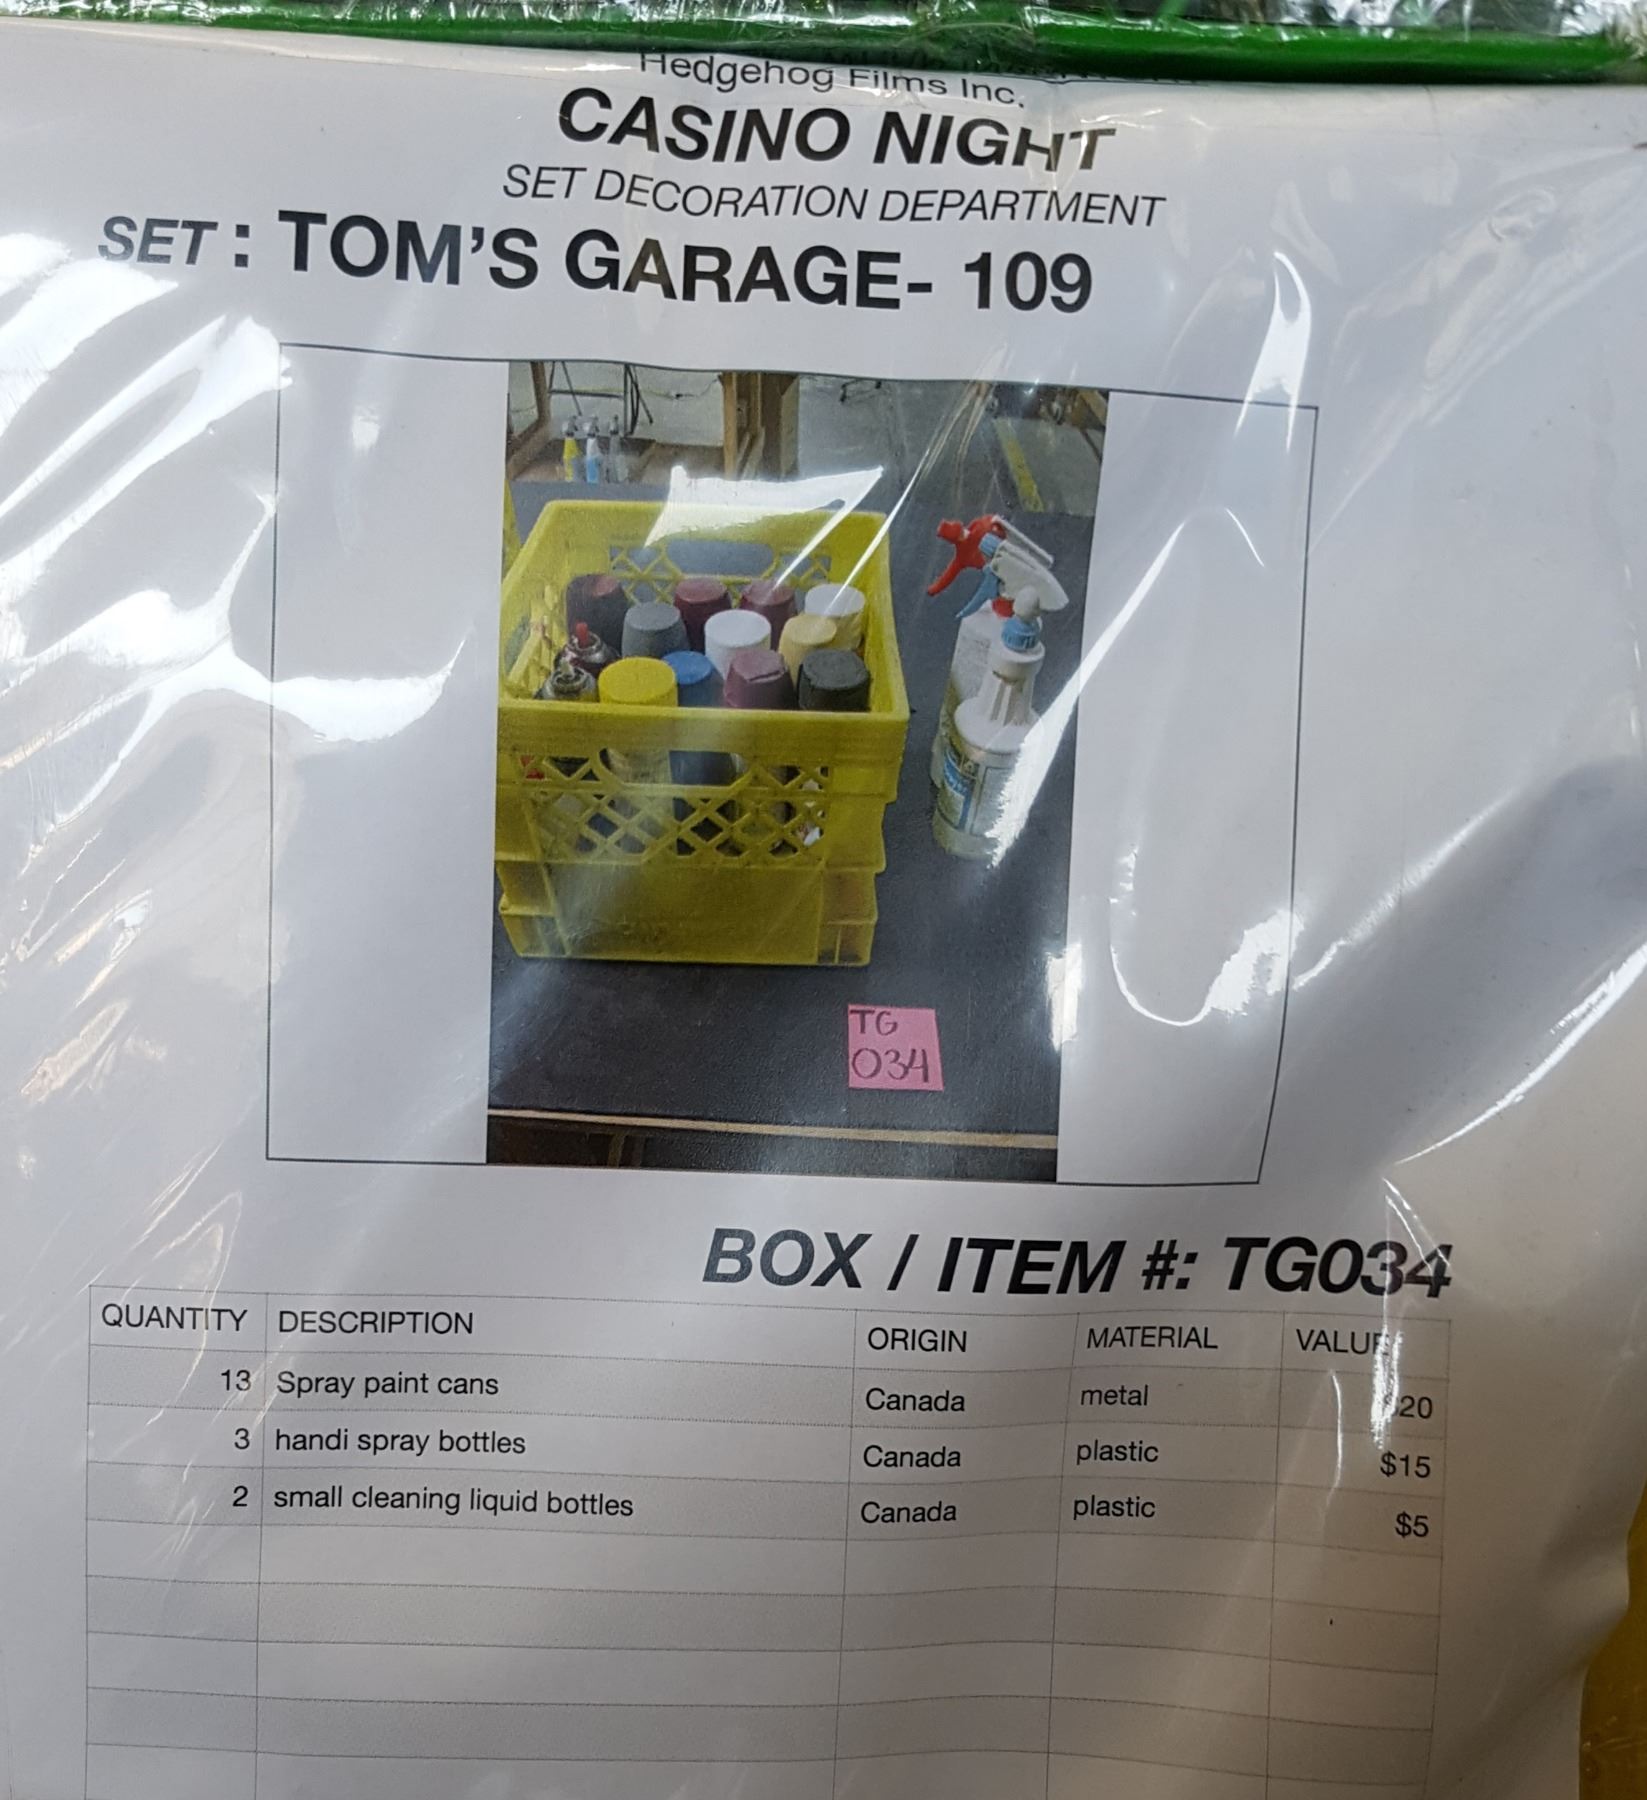 Hedgehog Films Inc.
CASINO NIGHT
SET DECORATION DEPARTMENT
SET: TOM'S GARAGE- 109
TG
034
BOX / ITEM #: TG034
QUANTITY DESCRIPTION ORIGIN MATERIAL VALUE
13 Spray paint cans Canada metal $20
3 handi spray bottles Canada plastic $15
2 small cleaning liquid bottles Canada plastic $5